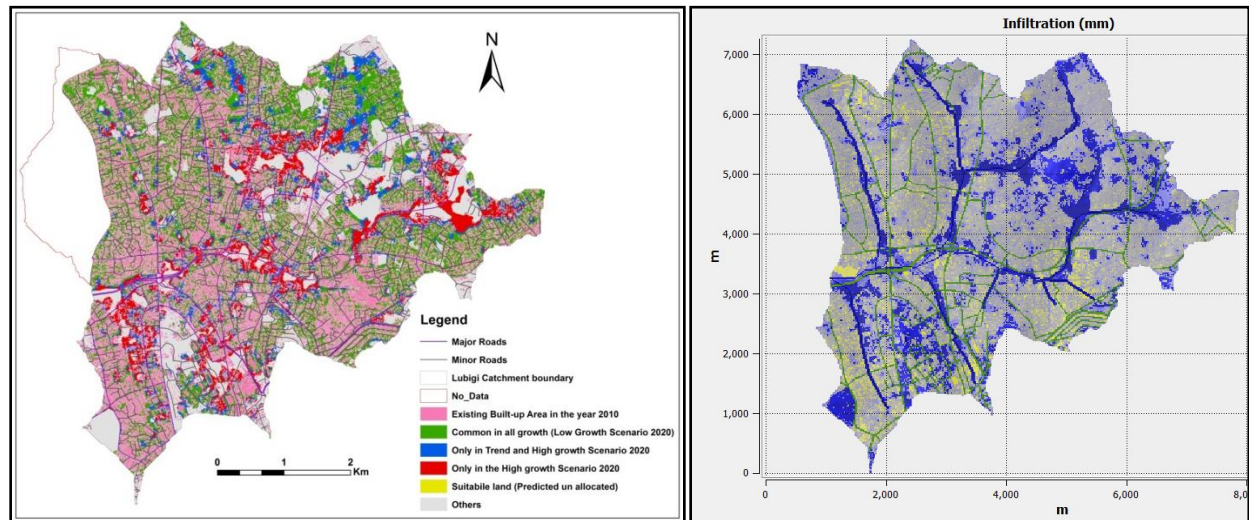 N
Legend
Major Roads
Minor Roads
Lubigi Catchment boundary
No_Data
Existing Built-up Area in the year 2010
Common in all growth (Low Growth Scenario 2020)
Only in Trend and High growth Scenario 2020
Only in the High growth Scenario 2020
Suitabile land (Predicted un allocated)
Others
0 1 2
Km
Infiltration (mm)
7,000
6,000
5,000
4,000
3,000
2,000
1,000
0
m
0 2,000 4,000 6,000 8,0
m